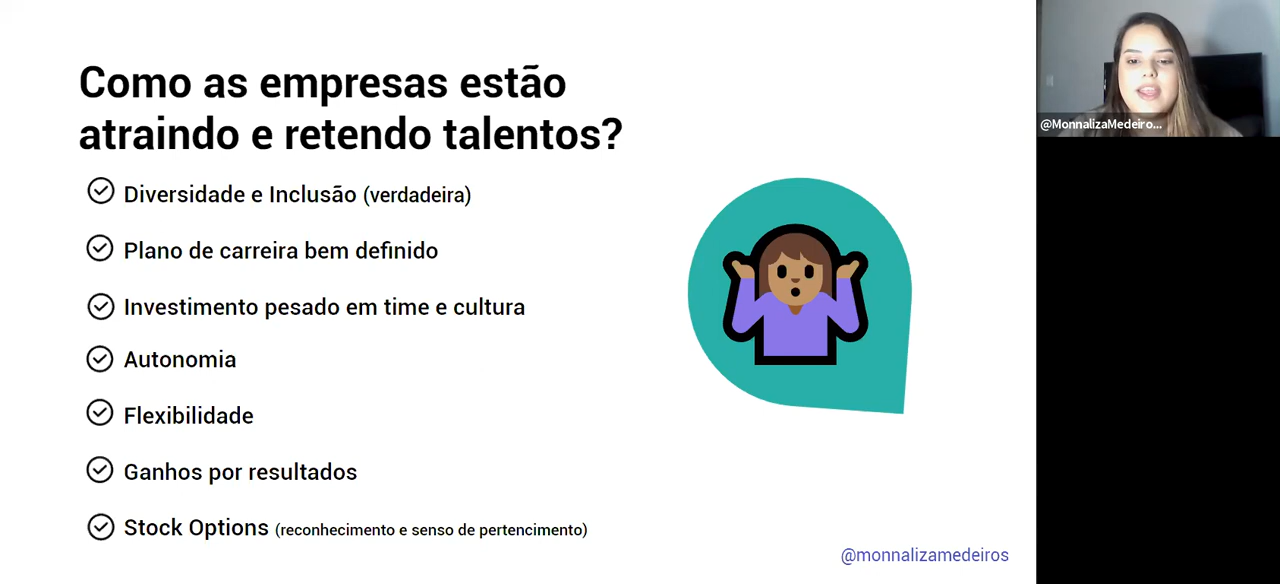 Como as empresas estão
atraindo e retendo talentos?
Diversidade e Inclusão (verdadeira)
Plano de carreira bem definido
Investimento pesado em time e cultura
Autonomia
Flexibilidade
Ganhos por resultados
Stock Options (reconhecimento e senso de pertencimento)
@monnalizamedeiros
@MonnalizaMedeiro...